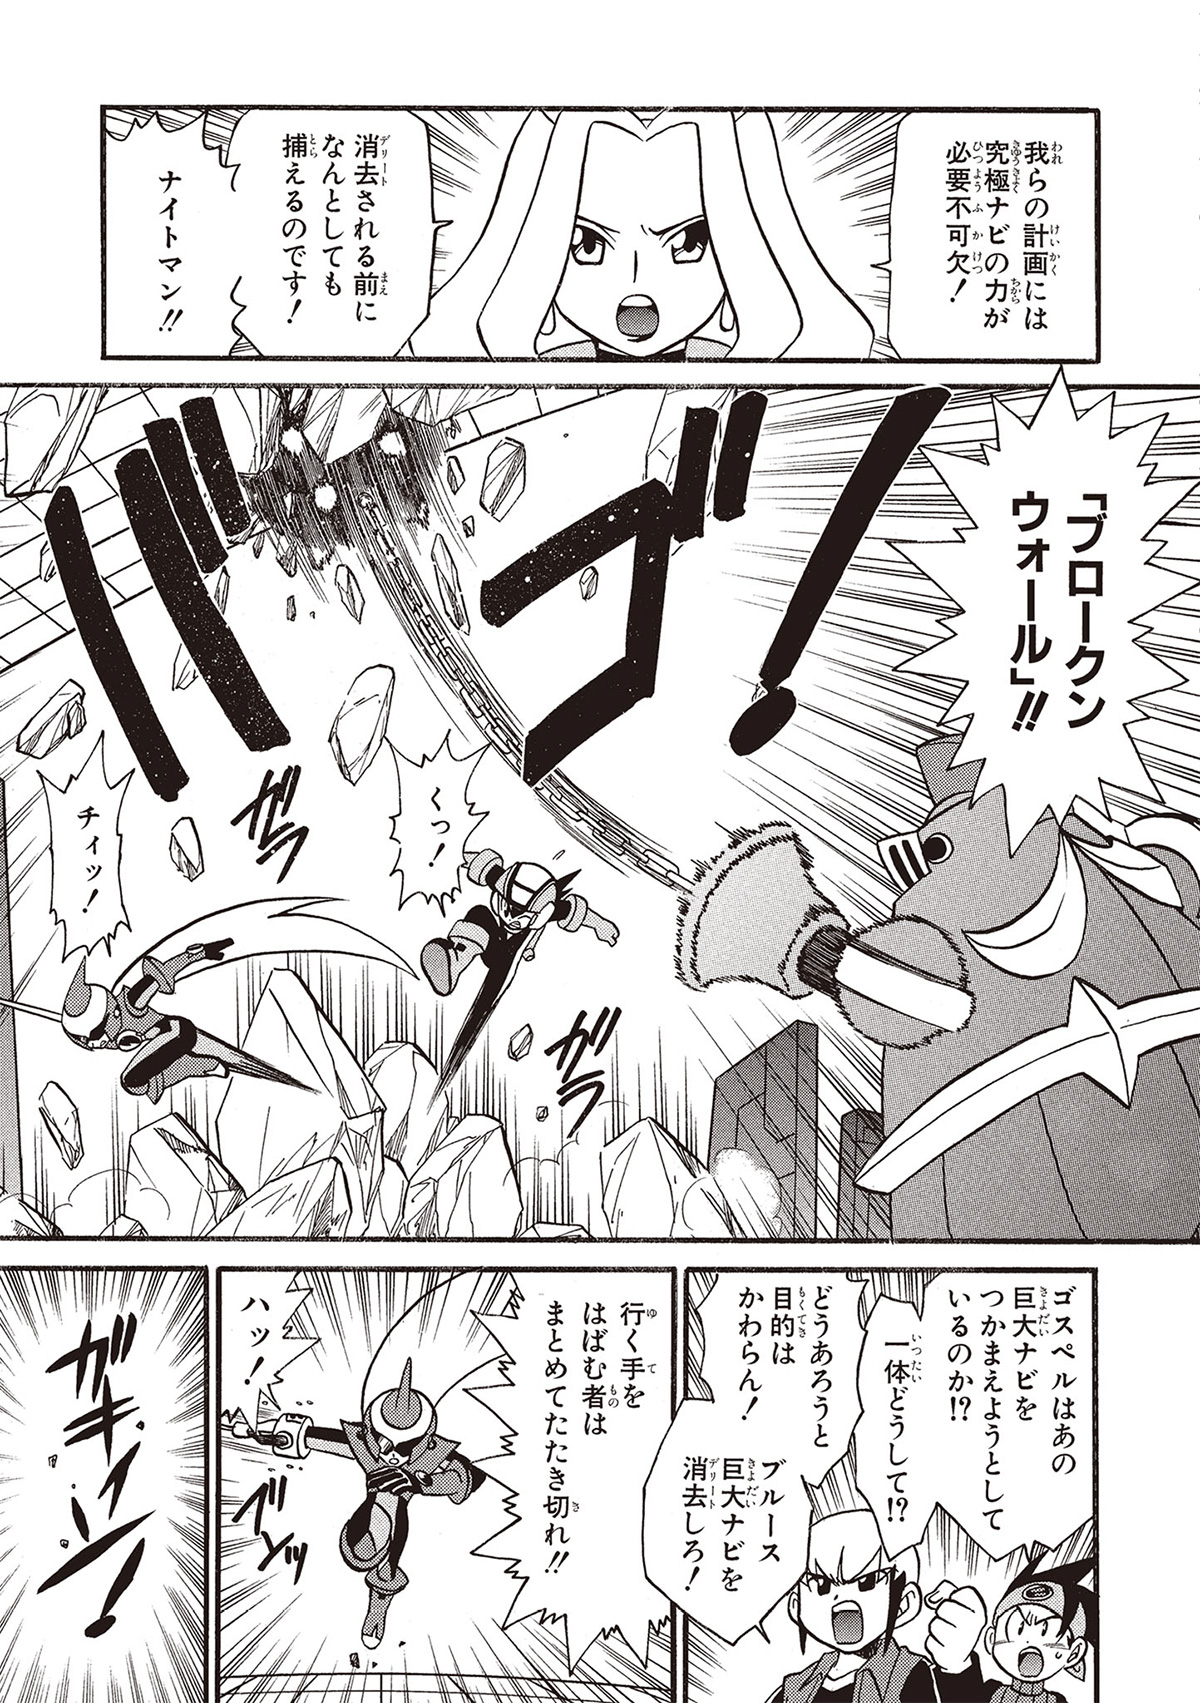 我らの計画には
究極ナビの力が
必要不可欠!
消去される前に
なんとしても
捕えるのです!
ナイトマン!!
「ブロークン
ウォール」!!
バゴ!
くっ!
ガラ
チィッ!
ガラ
ゴスペルはあの
巨大ナビを
つかまえようとして
いるのか!?
一体どうして!?
どうあろうと
目的は
かわらん!
ブルース
巨大ナビを
消去しろ!
行く手を
はばむ者は
まとめてたたき切れ!!
ハッ!
ブンッ
ガキィン!